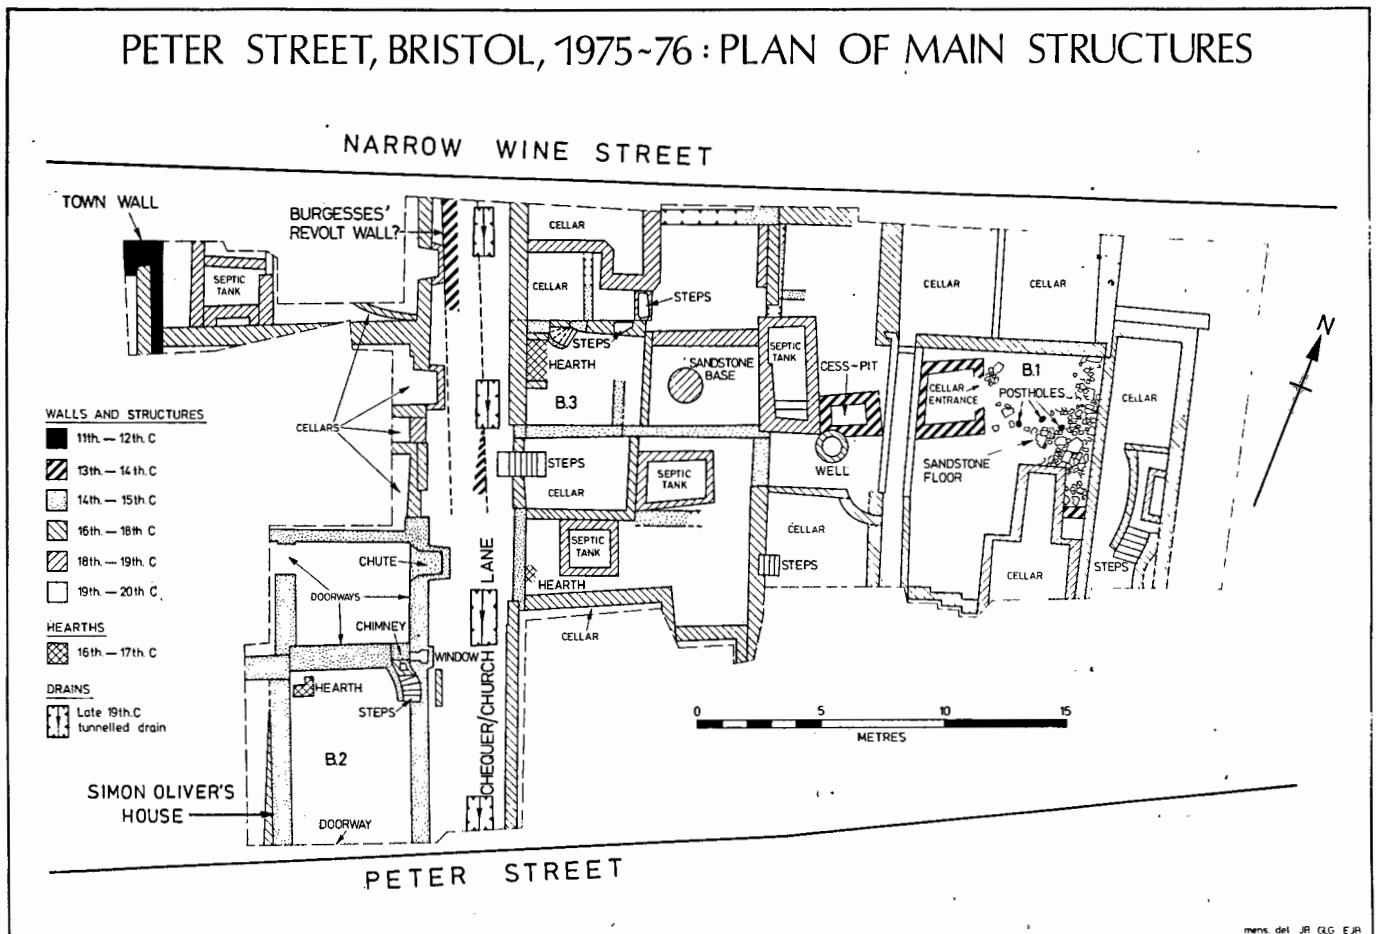 PETER STREET, BRISTOL, 1975~76 : PLAN OF MAIN STRUCTURES
NARROW WINE STREET
TOWN WALL
BURGESSES'
REVOLT WALL?
SEPTIC
TANK
CELLAR
CELLAR
STEPS
STEPS
HEARTH
B.3
'SANDSTONE
BASE
SEPTIC
TANK
CESS~PIT
WELL
CELLAR
CELLAR
CELLAR
ENTRANCE
B.1
POSTHOLES
SANDSTONE
FLOOR
CELLAR
N
CELLARS
STEPS
CELLAR
SEPTIC
TANK
SEPTIC
TANK
HEARTH
CELLAR
CELLAR
STEPS
CELLAR
STEPS
WALLS AND STRUCTURES
11th. — 12th. C
13th. — 14th. C
14th. — 15th. C
16th. — 18th C
18th. — 19th. C
19th. — 20th C.
HEARTHS
16th. — 17th. C
DRAINS
Late 19th.C
tunnelled drain
CHUTE
DOORWAYS
CHIMNEY
WINDOW
HEARTH
STEPS
B.2
SIMON OLIVER'S
HOUSE
DOORWAY
CHEQUER/CHURCH LANE
0 5 10 15
METRES
PETER STREET
mens. del JB GLG EJB